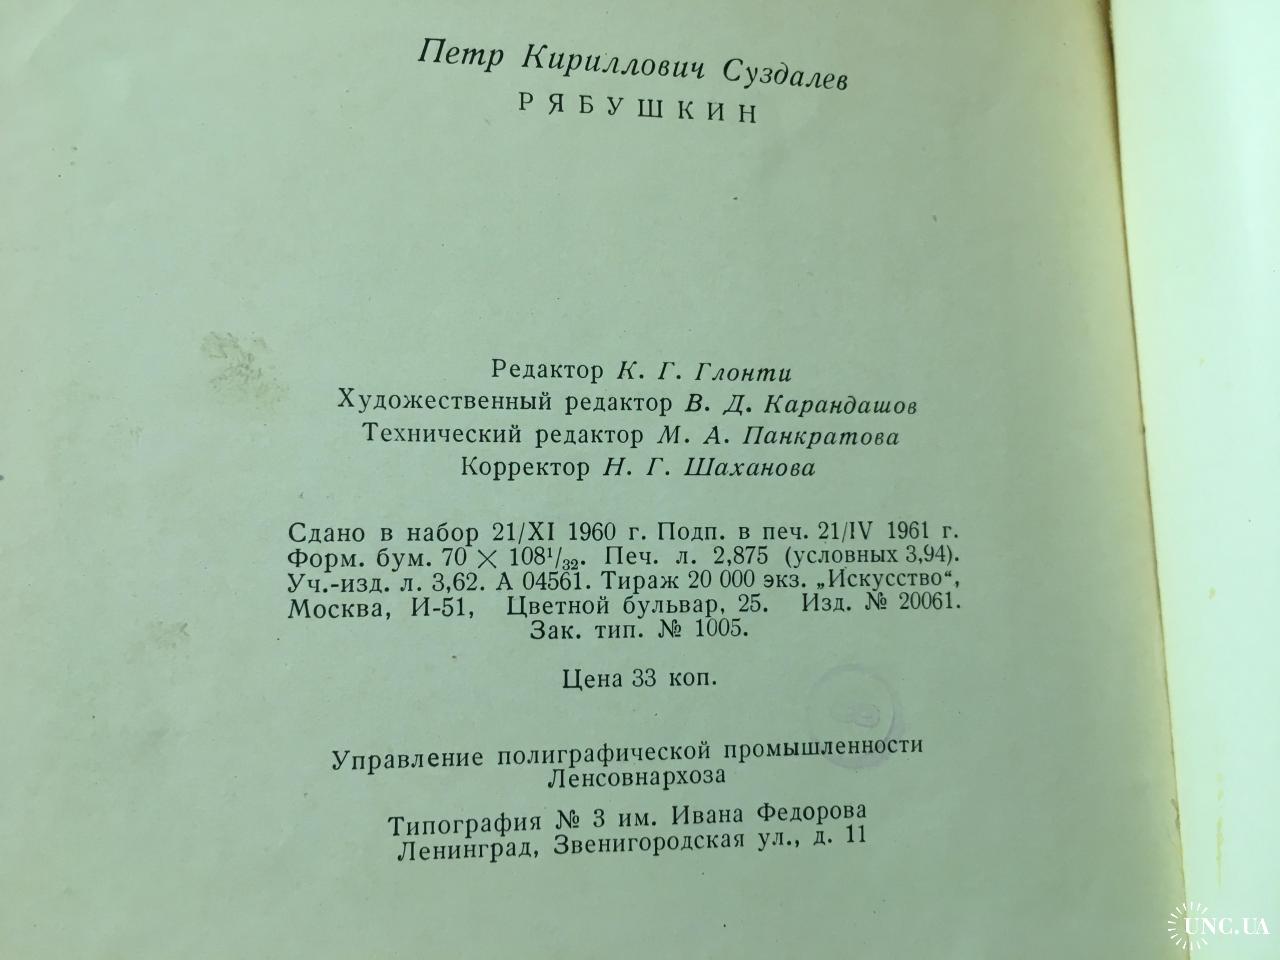 Петр Кириллович Суздалев
РЯБУШКИН
Редактор К. Г. Глонти
Художественный редактор В. Д. Карандашов
Технический редактор М. А. Панкратова
Корректор Н. Г. Шаханова
Сдано в набор 21/XI 1960 г. Подп. в печ. 21/IV 1961 г.
Форм. бум. 70 × 108¹/₃₂. Печ. л. 2,875 (условных 3,94).
Уч.-изд. л. 3,62. А 04561. Тираж 20 000 экз. „Искусство“,
Москва, И-51, Цветной бульвар, 25. Изд. № 20061.
Зак. тип. № 1005.
Цена 33 коп.
Управление полиграфической промышленности
Ленсовнархоза
Типография № 3 им. Ивана Федорова
Ленинград, Звенигородская ул., д. 11
UNC.UA